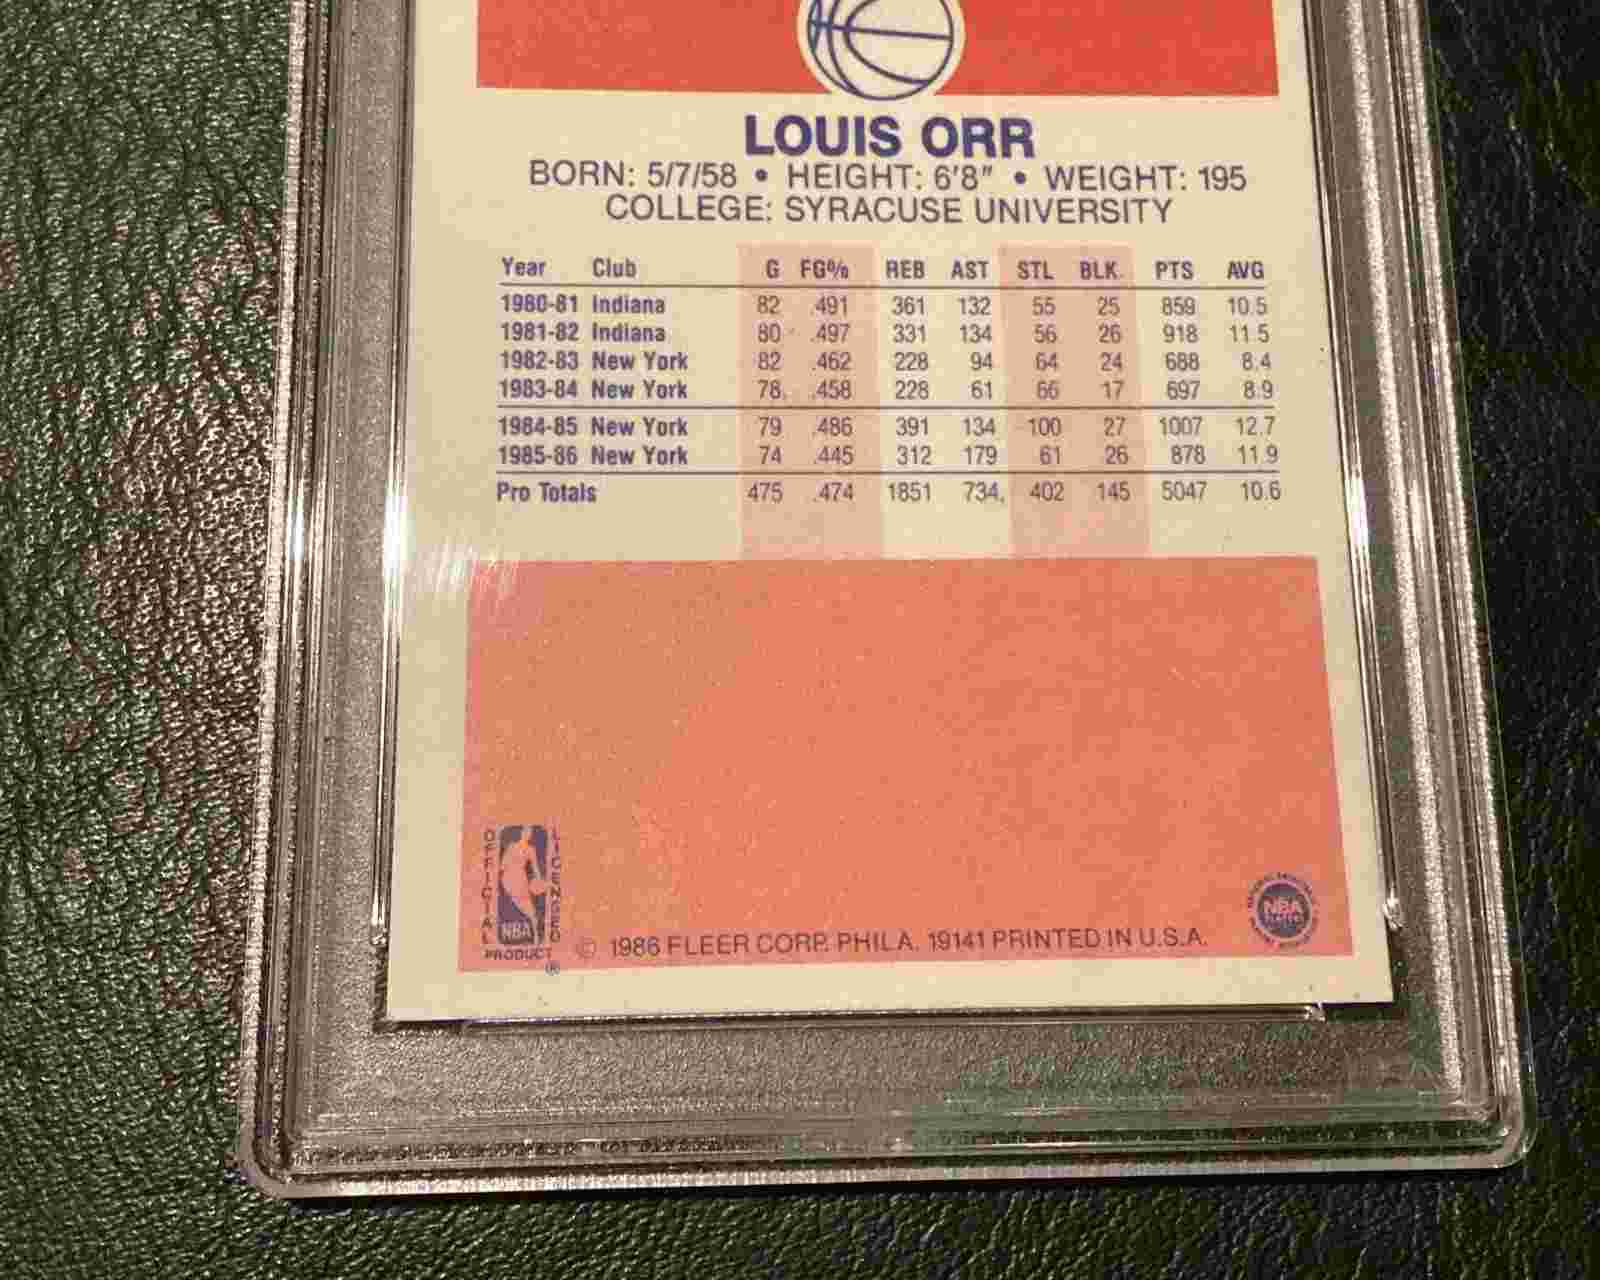 LOUIS ORR
BORN: 5/7/58 • HEIGHT: 6'8" • WEIGHT: 195
COLLEGE: SYRACUSE UNIVERSITY
Year Club G FG% REB AST STL BLK. PTS AVG
1980-81 Indiana 82 .491 361 132 55 25 859 10.5
1981-82 Indiana 80 .497 331 134 56 26 918 11.5
1982-83 New York 82 .462 228 94 64 24 688 8.4
1983-84 New York 78 .458 228 61 66 17 697 8.9
1984-85 New York 79 .486 391 134 100 27 1007 12.7
1985-86 New York 74 .445 312 179 61 26 878 11.9
Pro Totals 475 .474 1851 734 402 145 5047 10.6
OFFICIAL LICENSED
NBA
PRODUCT
®
© 1986 FLEER CORP. PHILA. 19141 PRINTED IN U.S.A.
NBA
PLAYERS